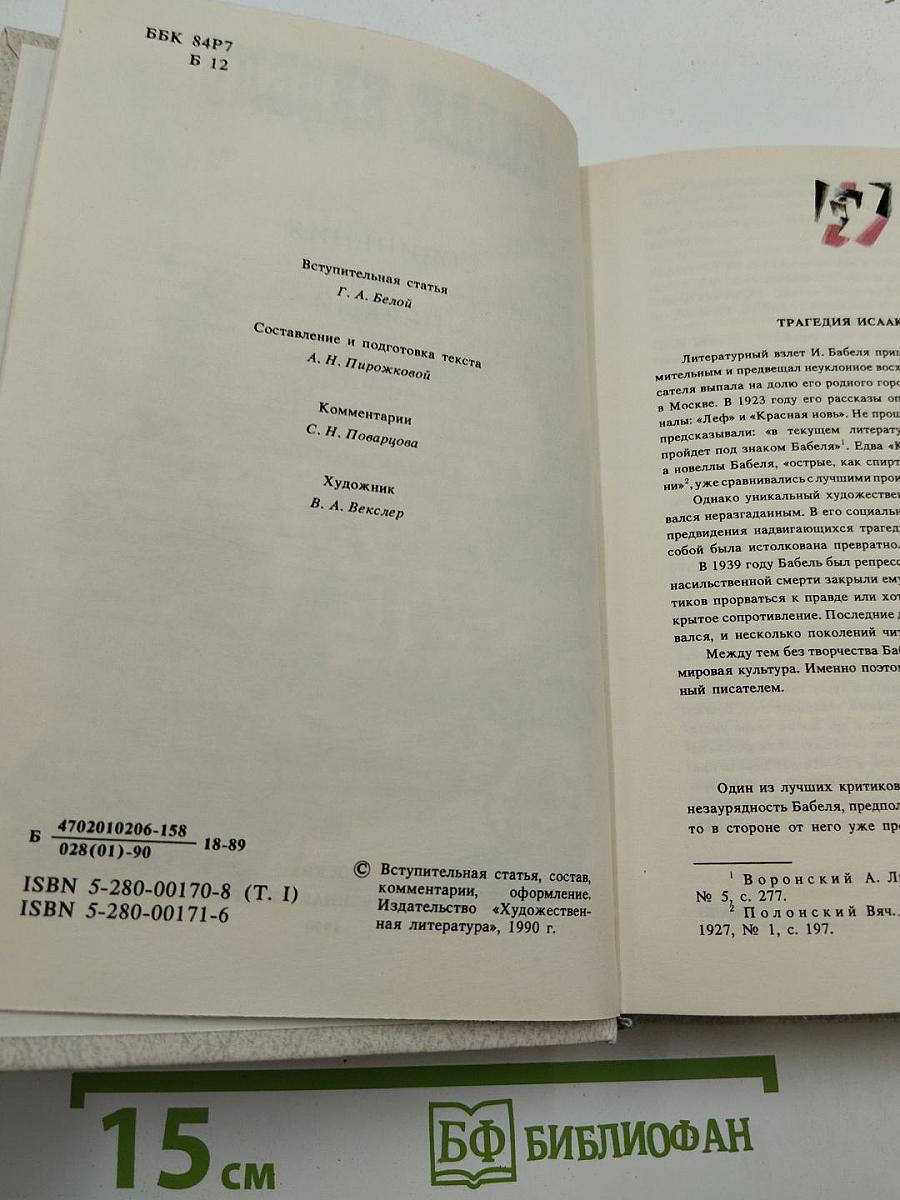 ББК 84Р7
Б 12
Вступительная статья
Г. А. Белой
Составление и подготовка текста
А. Н. Пирожковой
Комментарии
С. Н. Поварцова
Художник
В. А. Векслер
Б 4702010206-158 18-89
028(01)-90
ISBN 5-280-00170-8 (Т. I)
ISBN 5-280-00171-6
© Вступительная статья, состав,
комментарии, оформление.
Издательство «Художествен-
ная литература», 1990 г.
ТРАГЕДИЯ ИСААК
Литературный взлет И. Бабеля приш
мительным и предвещал неуклонное восх
сателя выпала на долю его родного горо
в Москве. В 1923 году его рассказы оп
налы: «Леф» и «Красная новь». Не прош
предсказывали: «в текущем литерату
пройдет под знаком Бабеля»¹. Едва «К
а новеллы Бабеля, «острые, как спирт
ни»², уже сравнивались с лучшими прои
Однако уникальный художествен
вался неразгаданным. В его социальн
предвидения надвигающихся трагед
собой была истолкована превратно.
В 1939 году Бабель был репресс
насильственной смерти закрыли ему
тиков прорваться к правде или хот
крытое сопротивление. Последние д
вался, и несколько поколений чит
Между тем без творчества Баб
мировая культура. Именно поэтом
ный писателем.
Один из лучших критиков
незаурядность Бабеля, предпол
то в стороне от него уже пре
¹ Воронский А. Ли
№ 5, с. 277.
² Полонский Вяч..
1927, № 1, с. 197.
15 см
БФ БИБЛИОФАН